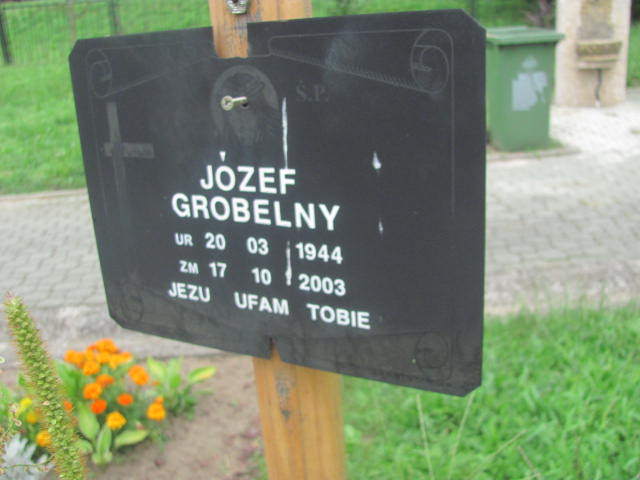 Ś.P.
JÓZEF
GROBELNY
UR 20 03 1944
ZM 17 10 2003
JEZU UFAM TOBIE